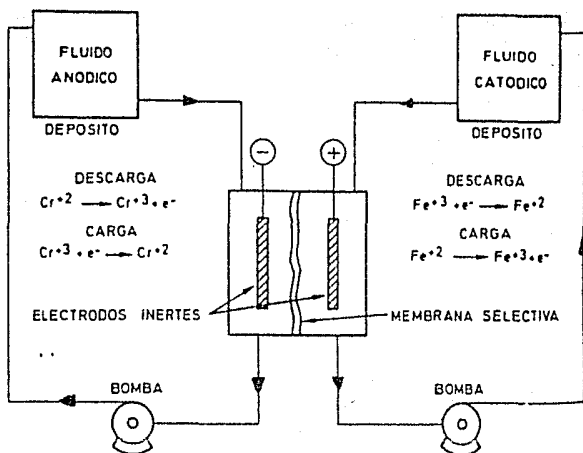 FLUIDO
ANODICO
DEPOSITO
FLUIDO
CATODICO
DEPOSITO
−
+
DESCARGA
Cr+2 → Cr+3 + e-
CARGA
Cr+3 + e- → Cr+2
DESCARGA
Fe+3 + e- → Fe+2
CARGA
Fe+2 → Fe+3 + e-
ELECTRODOS INERTES
MEMBRANA SELECTIVA
BOMBA
BOMBA